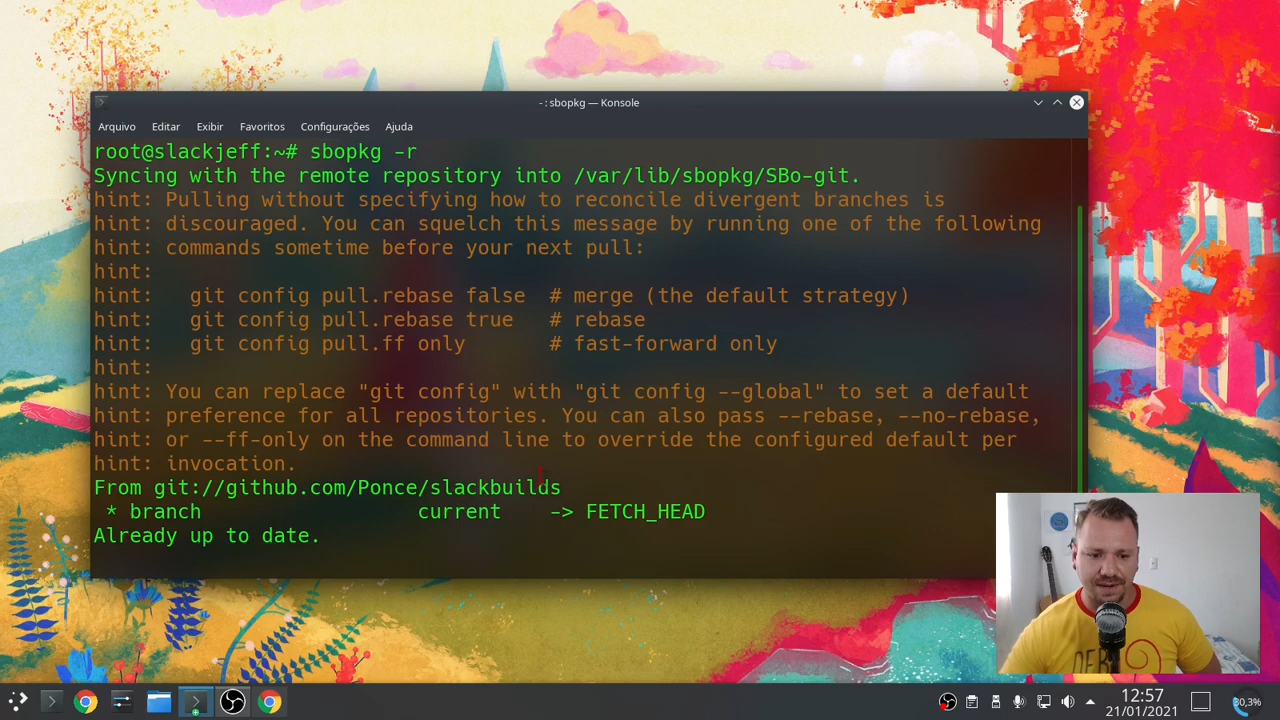 - : sbopkg — Konsole
Arquivo Editar Exibir Favoritos Configurações Ajuda
root@slackjeff:~# sbopkg -r
Syncing with the remote repository into /var/lib/sbopkg/SBo-git.
hint: Pulling without specifying how to reconcile divergent branches is
hint: discouraged. You can squelch this message by running one of the following
hint: commands sometime before your next pull:
hint:
hint:   git config pull.rebase false  # merge (the default strategy)
hint:   git config pull.rebase true   # rebase
hint:   git config pull.ff only       # fast-forward only
hint:
hint: You can replace "git config" with "git config --global" to set a default
hint: preference for all repositories. You can also pass --rebase, --no-rebase,
hint: or --ff-only on the command line to override the configured default per
hint: invocation.
From git://github.com/Ponce/slackbuilds
 * branch                  current    -> FETCH_HEAD
Already up to date.
DEB
12:57
21/01/2021
30,3%